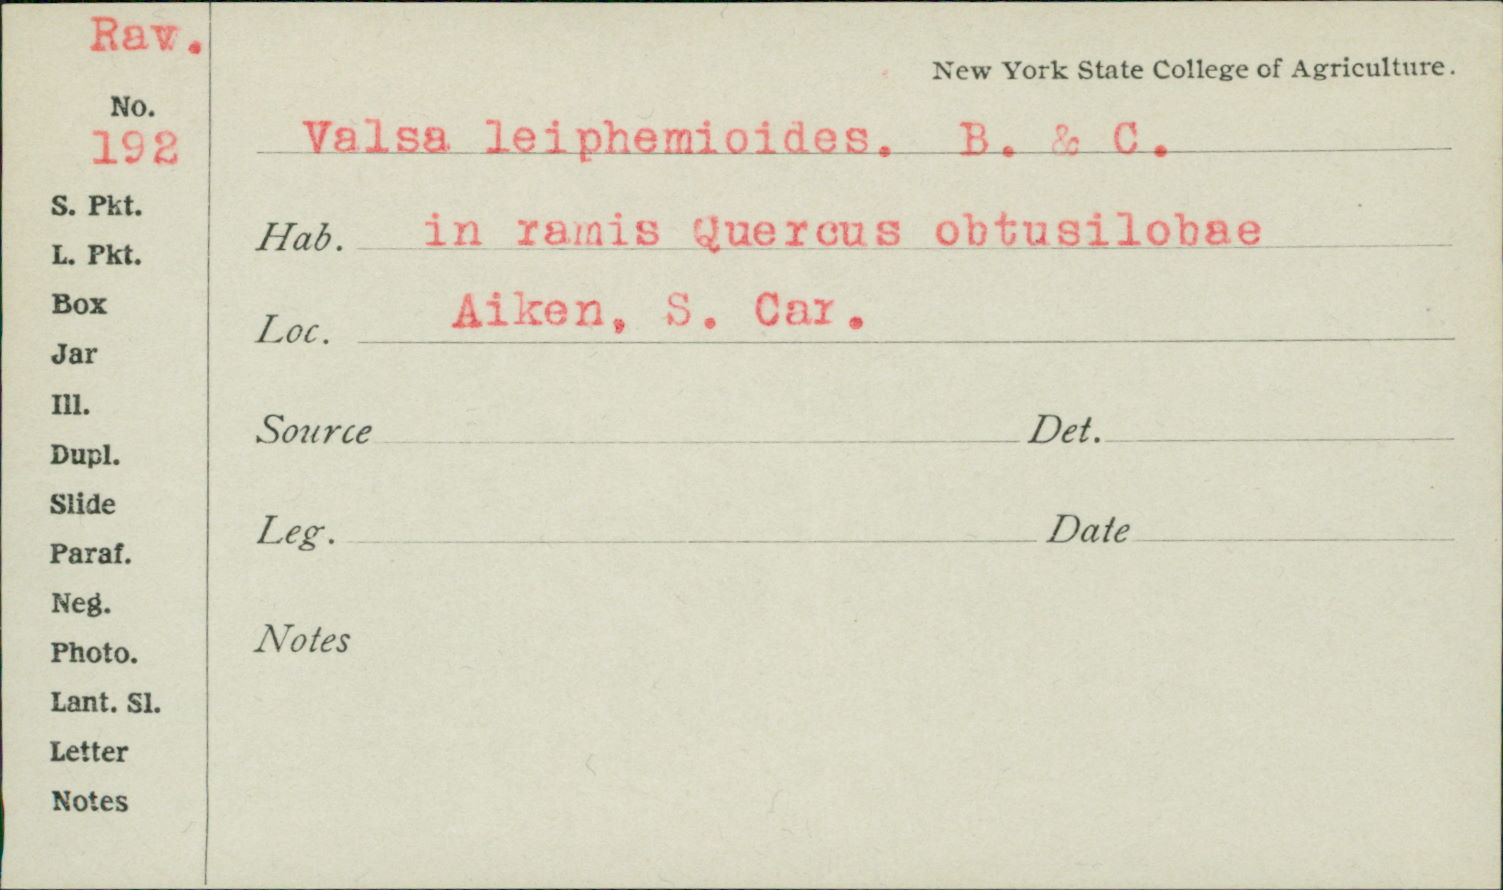 Rav.
New York State College of Agriculture.
No.
192
Valsa leiphemioides. B. & C.
S. Pkt.
Hab. in ramis Quercus obtusilobae
L. Pkt.
Box
Loc. Aiken, S. Car.
Jar
Ill.
Source Det.
Dupl.
Slide
Leg. Date
Paraf.
Neg.
Notes
Photo.
Lant. Sl.
Letter
Notes